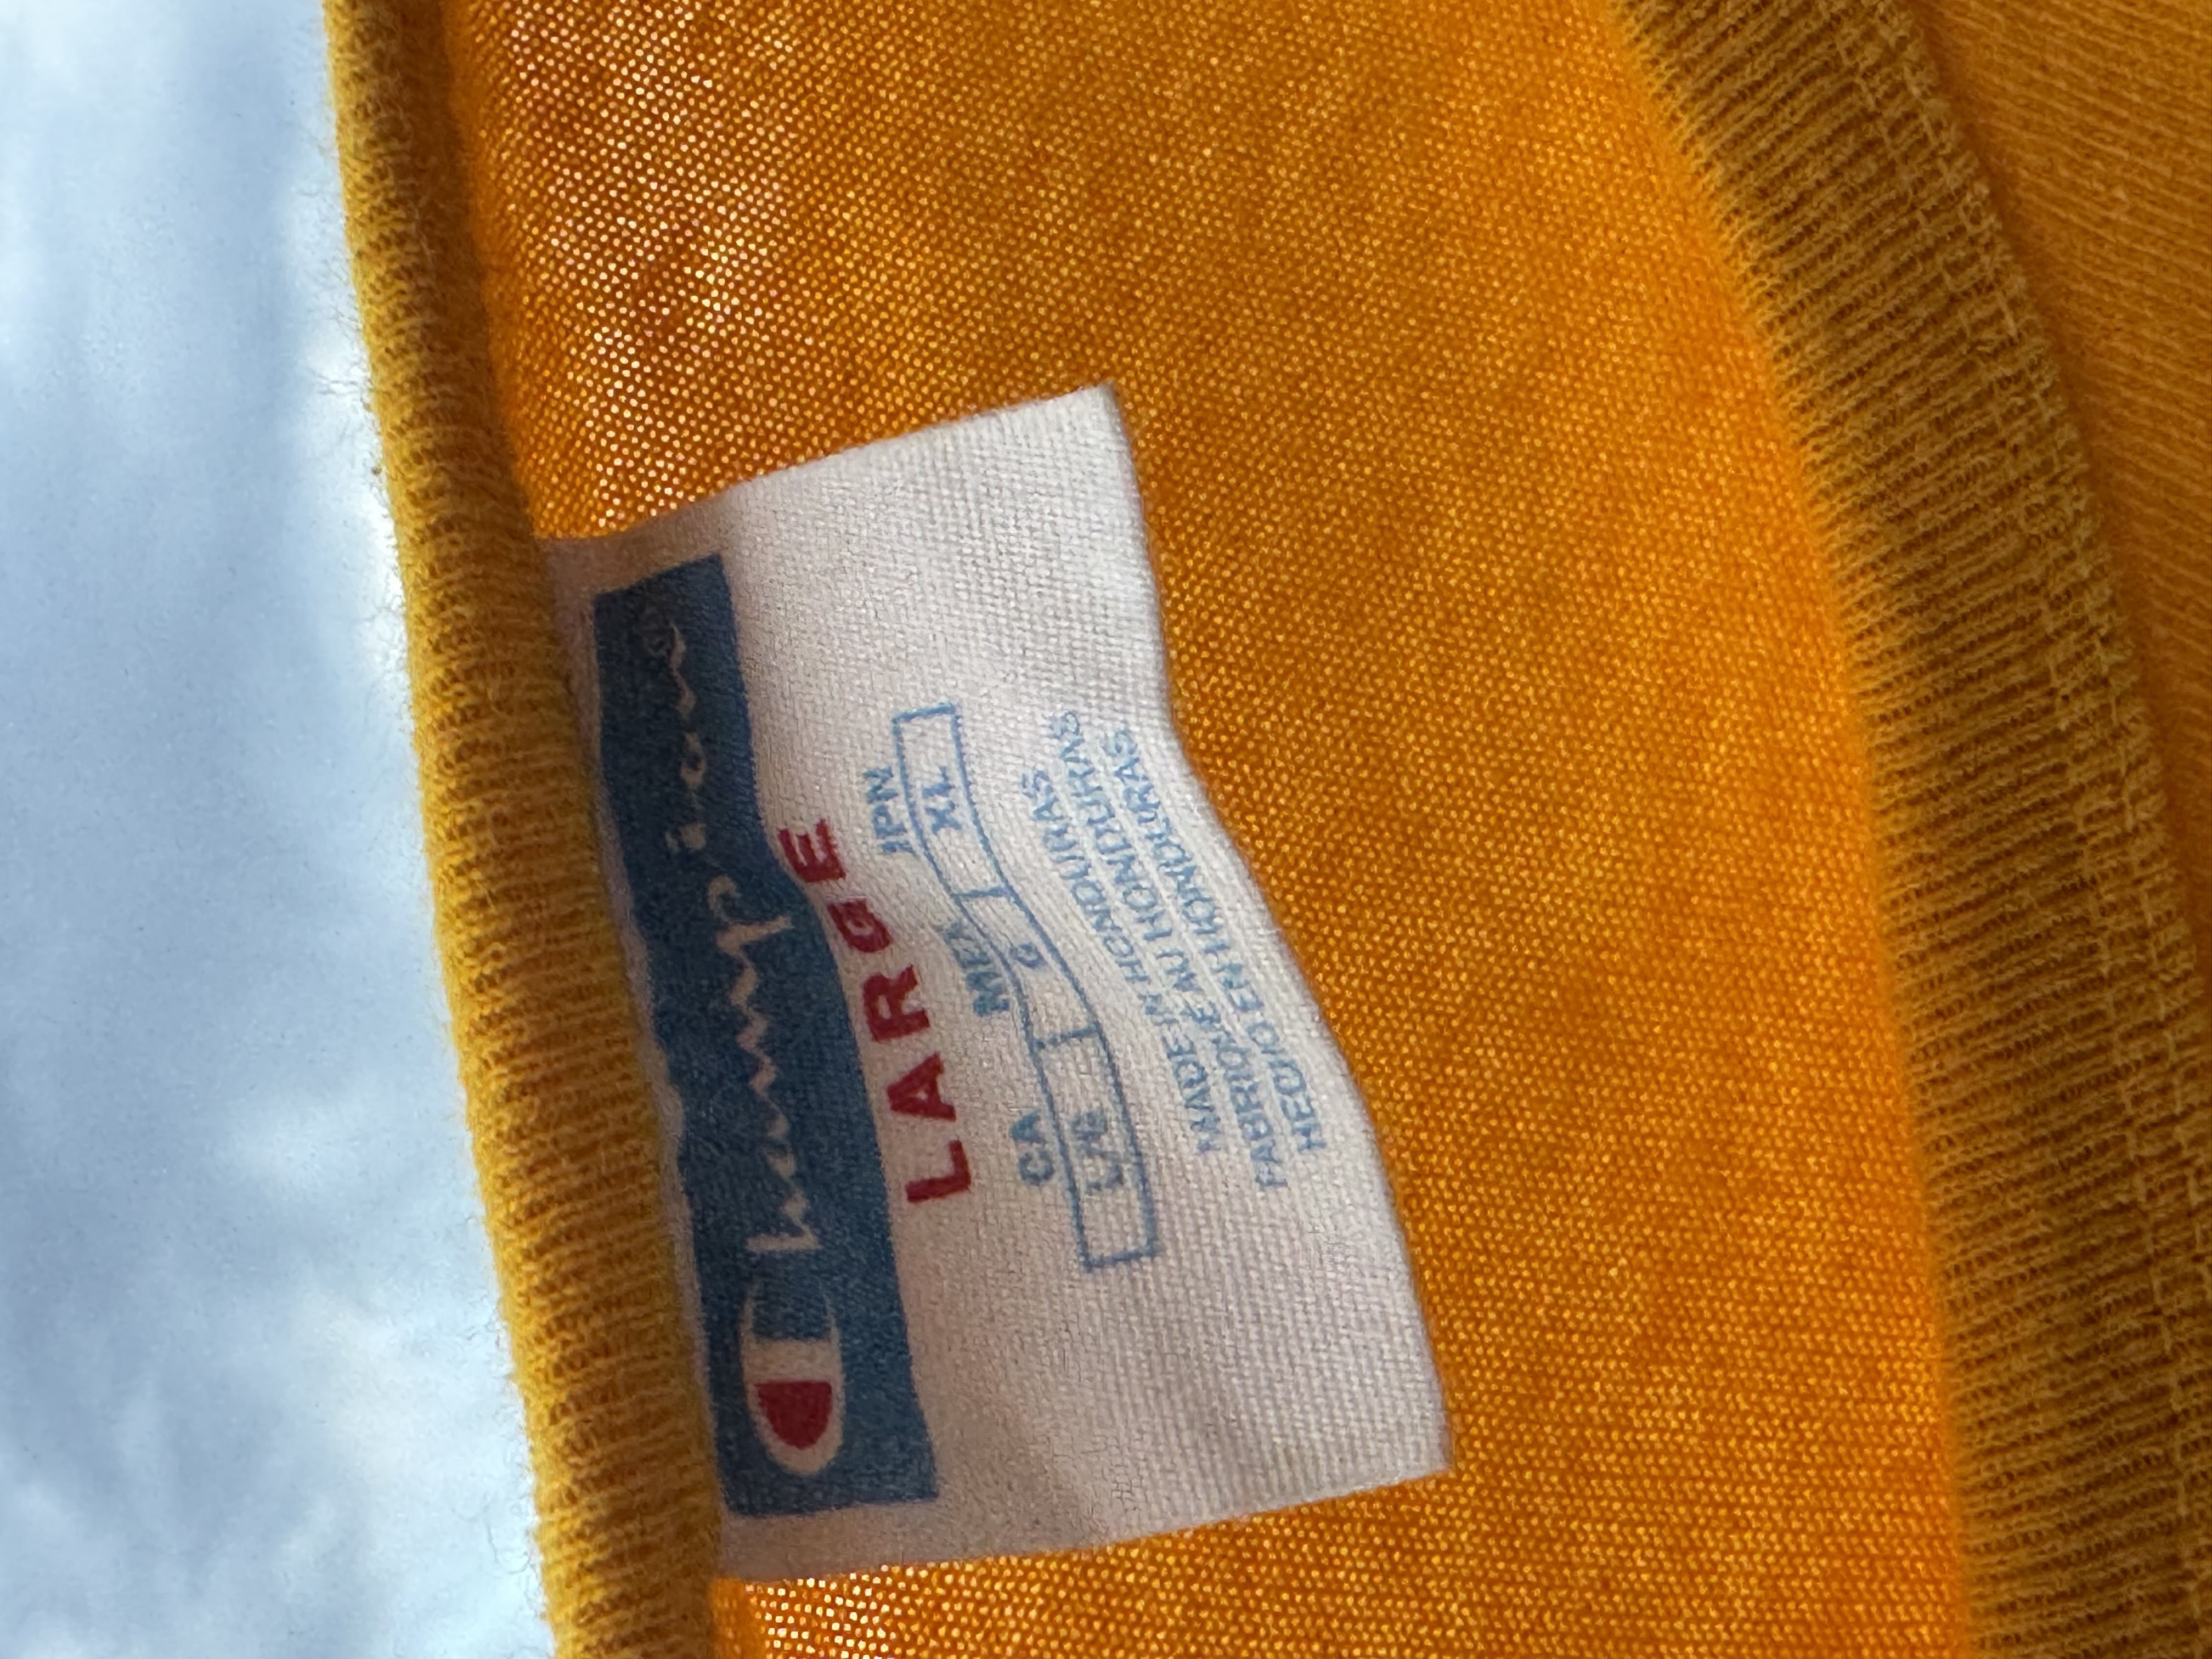 Champion®
LARGE
CA MEX JPN
L/G G XL
MADE IN HONDURAS
FABRIQUÉ AU HONDURAS
HECHO EN HONDURAS